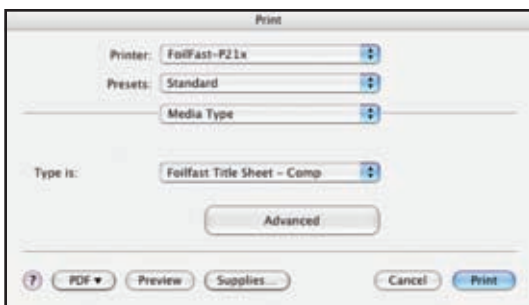 Print
Printer: FoilFast-P21x
Presets: Standard
Media Type
Type is: Foilfast Title Sheet - Comp
Advanced
? PDF ▼ Preview Supplies... Cancel Print